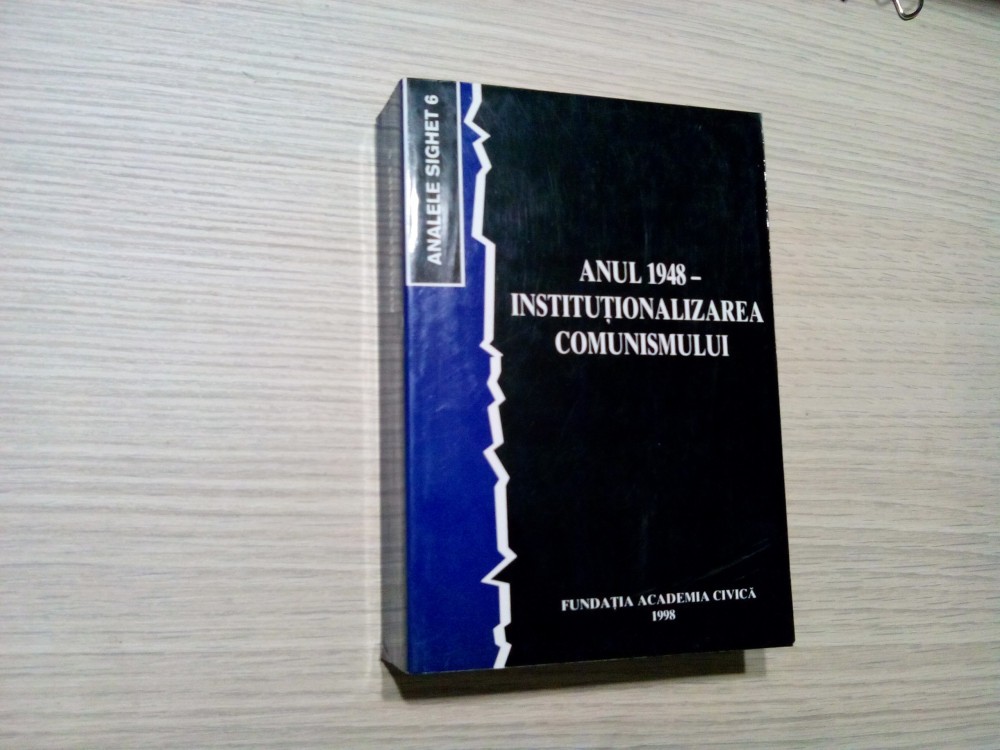 ANALELE SIGHET 6
ANUL 1948 –
INSTITUȚIONALIZAREA
COMUNISMULUI
FUNDAȚIA ACADEMIA CIVICĂ
1998